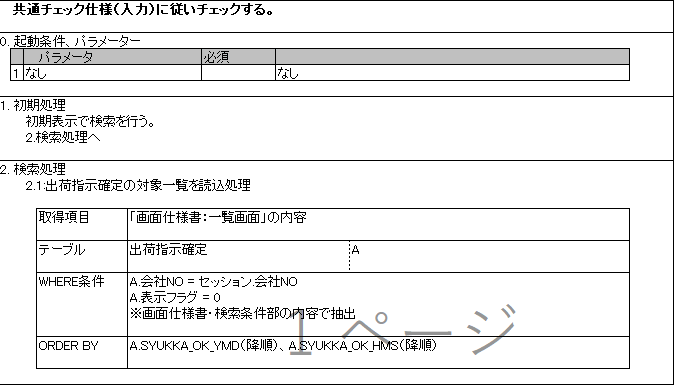 共通チェック仕様(入力)に従いチェックする。
0. 起動条件、パラメーター
パラメータ 必須
1 なし なし
1. 初期処理
初期表示で検索を行う。
2.検索処理へ
2. 検索処理
2.1:出荷指示確定の対象一覧を読込処理
取得項目 「画面仕様書:一覧画面」の内容
テーブル 出荷指示確定 A
WHERE条件 A.会社NO = セッション.会社NO
A.表示フラグ = 0
※画面仕様書・検索条件部の内容で抽出
1 ページ
ORDER BY A.SYUKKA_OK_YMD(降順)、A.SYUKKA_OK_HMS(降順)